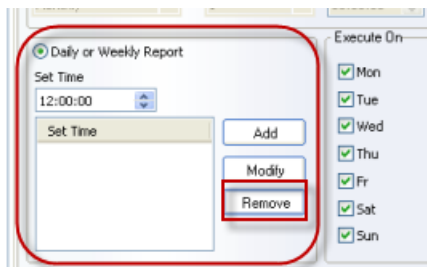 Execute On
Daily or Weekly Report
Set Time
12:00:00
Set Time
Add
Modify
Remove
Mon
Tue
Wed
Thu
Fr
Sat
Sun